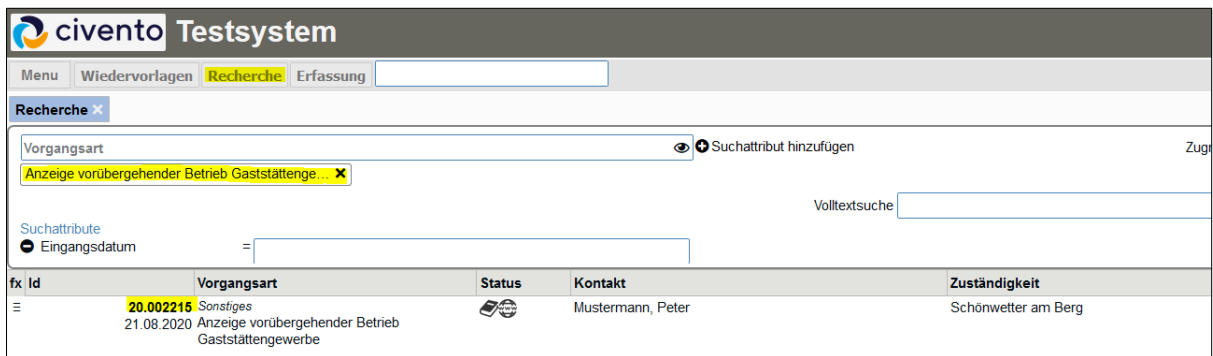 civento Testsystem
Menu Wiedervorlagen Recherche Erfassung
Recherche ×
Vorgangsart Suchattribut hinzufügen
Anzeige vorübergehender Betrieb Gaststättenge... ×
Volltextsuche
Suchattribute
Eingangsdatum =
fx Id Vorgangsart Status Kontakt Zuständigkeit
20.002215 Sonstiges Mustermann, Peter Schönwetter am Berg
21.08.2020 Anzeige vorübergehender Betrieb
Gaststättengewerbe